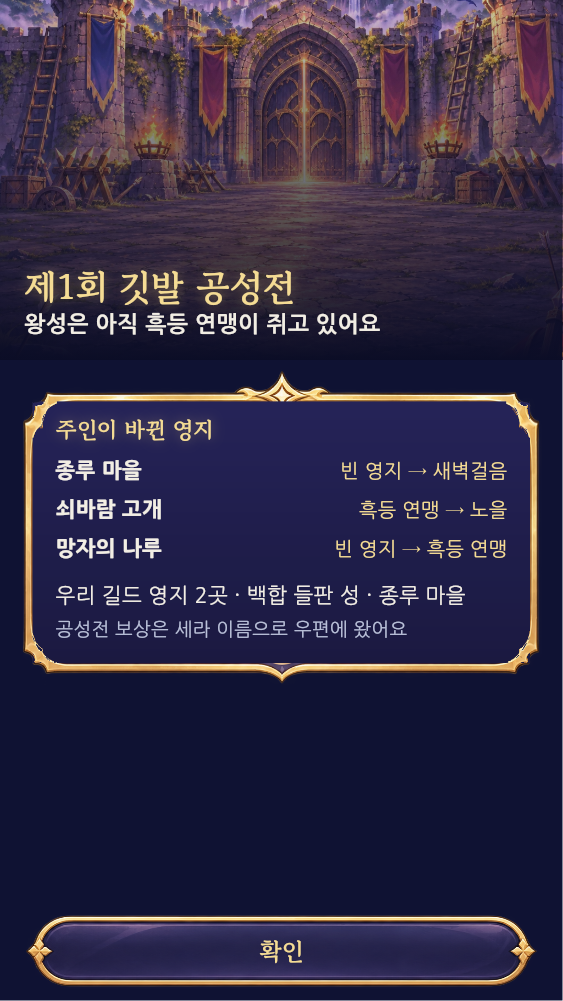 제1회 깃발 공성전
왕성은 아직 흑등 연맹이 쥐고 있어요
주인이 바뀐 영지
종루 마을 빈 영지 → 새벽걸음
쇠바람 고개 흑등 연맹 → 노을
망자의 나루 빈 영지 → 흑등 연맹
우리 길드 영지 2곳 · 백합 들판 성 · 종루 마을
공성전 보상은 세라 이름으로 우편에 왔어요
확인